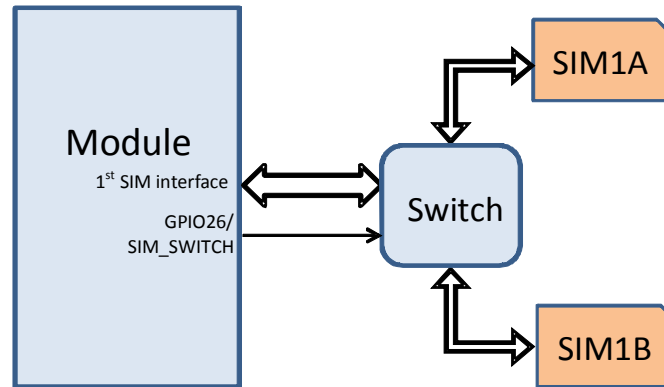 Module
1st SIM interface
GPIO26/
SIM_SWITCH
Switch
SIM1A
SIM1B